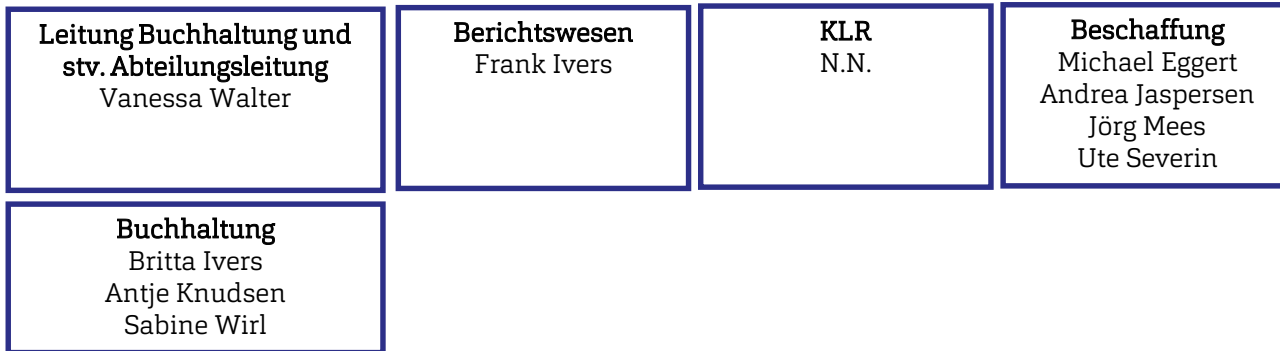 Leitung Buchhaltung und
stv. Abteilungsleitung
Vanessa Walter
Berichtswesen
Frank Ivers
KLR
N.N.
Beschaffung
Michael Eggert
Andrea Jaspersen
Jörg Mees
Ute Severin
Buchhaltung
Britta Ivers
Antje Knudsen
Sabine Wirl